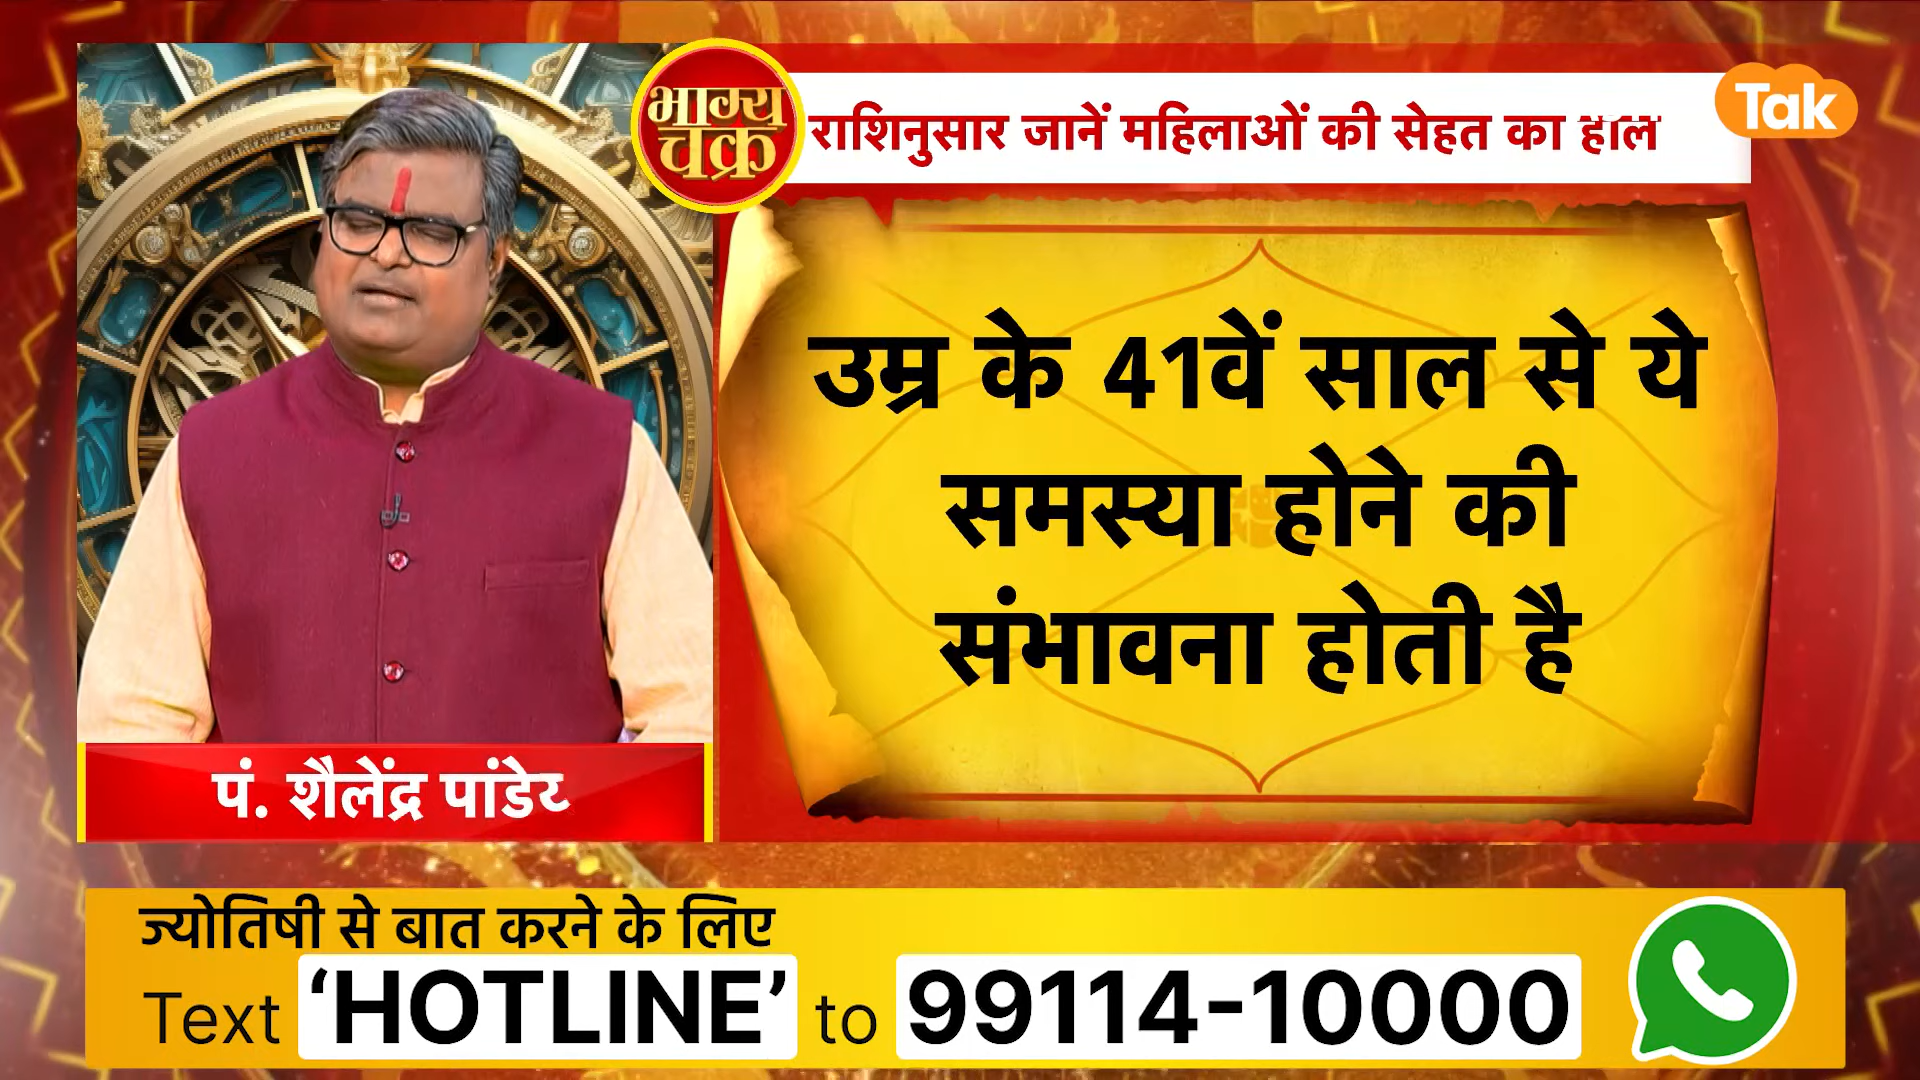 भाग्य
चक्र
राशिनुसार जानें महिलाओं की सेहत का हाल
Tak
उम्र के 41वें साल से ये
समस्या होने की
संभावना होती है
पं. शैलेंद्र पांडेय
ज्योतिषी से बात करने के लिए
Text ‘HOTLINE’ to 99114-10000